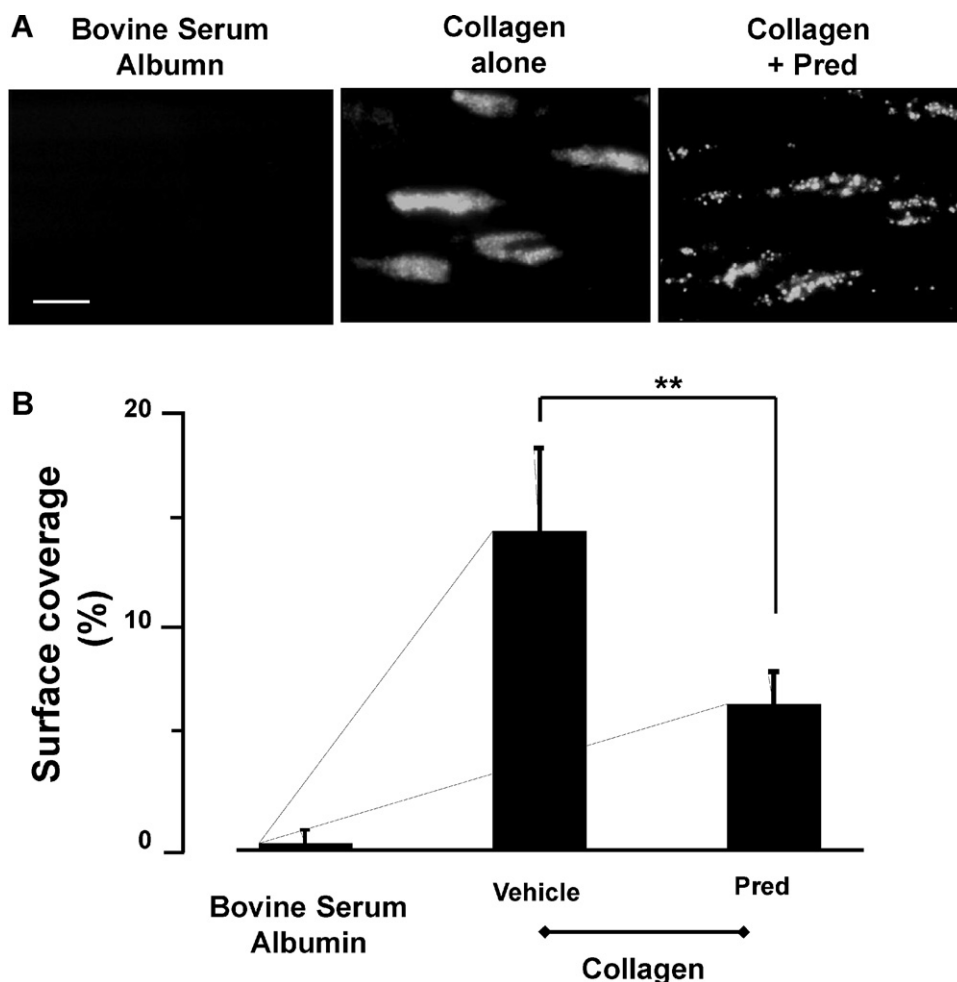 A
Bovine Serum
Albumn
Collagen
alone
Collagen
+ Pred
B
**
20
10
0
Surface coverage
(%)
Bovine Serum
Albumin
Vehicle
Pred
Collagen